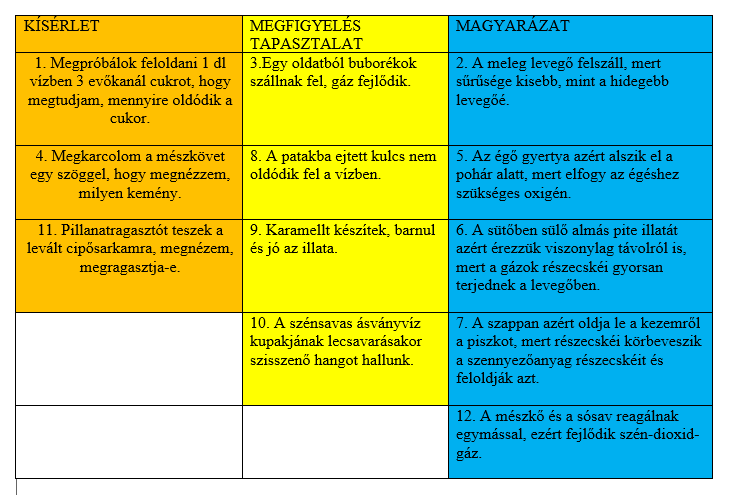 KÍSÉRLET
MEGFIGYELÉS
TAPASZTALAT
MAGYARÁZAT
1. Megpróbálok feloldani 1 dl
vízben 3 evőkanál cukrot, hogy
megtudjam, mennyire oldódik a
cukor.
3.Egy oldatból buborékok
szállnak fel, gáz fejlődik.
2. A meleg levegő felszáll, mert
sűrűsége kisebb, mint a hidegebb
levegőé.
4. Megkarcolom a mészkövet
egy szöggel, hogy megnézzem,
milyen kemény.
8. A patakba ejtett kulcs nem
oldódik fel a vízben.
5. Az égő gyertya azért alszik el a
pohár alatt, mert elfogy az égéshez
szükséges oxigén.
11. Pillanatragasztót teszek a
levált cipősarkamra, megnézem,
megragasztja-e.
9. Karamellt készítek, barnul
és jó az illata.
6. A sütőben sülő almás pite illatát
azért érezzük viszonylag távolról is,
mert a gázok részecskéi gyorsan
terjednek a levegőben.
10. A szénsavas ásványvíz
kupakjának lecsavarásakor
szisszenő hangot hallunk.
7. A szappan azért oldja le a kezemről
a piszkot, mert részecskéi körbeveszik
a szennyezőanyag részecskéit és
feloldják azt.
12. A mészkő és a sósav reagálnak
egymással, ezért fejlődik szén-dioxid-
gáz.